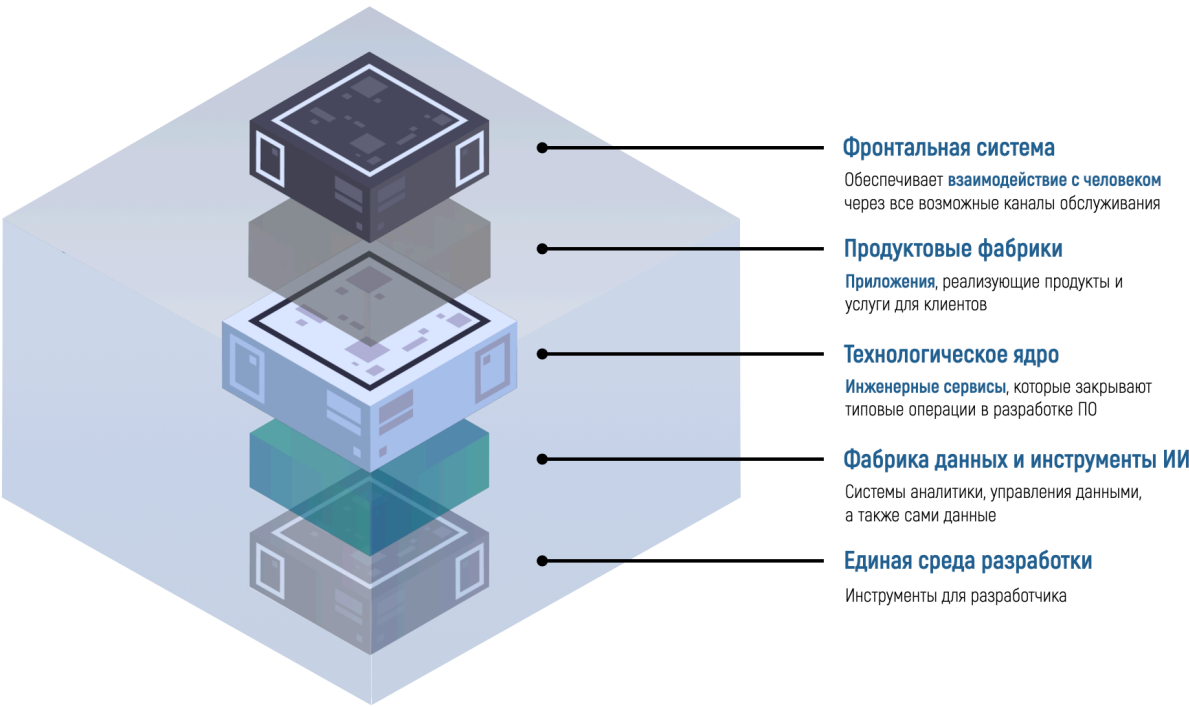 Фронтальная система
Обеспечивает взаимодействие с человеком
через все возможные каналы обслуживания
Продуктовые фабрики
Приложения, реализующие продукты и
услуги для клиентов
Технологическое ядро
Инженерные сервисы, которые закрывают
типовые операции в разработке ПО
Фабрика данных и инструменты ИИ
Системы аналитики, управления данными,
а также сами данные
Единая среда разработки
Инструменты для разработчика